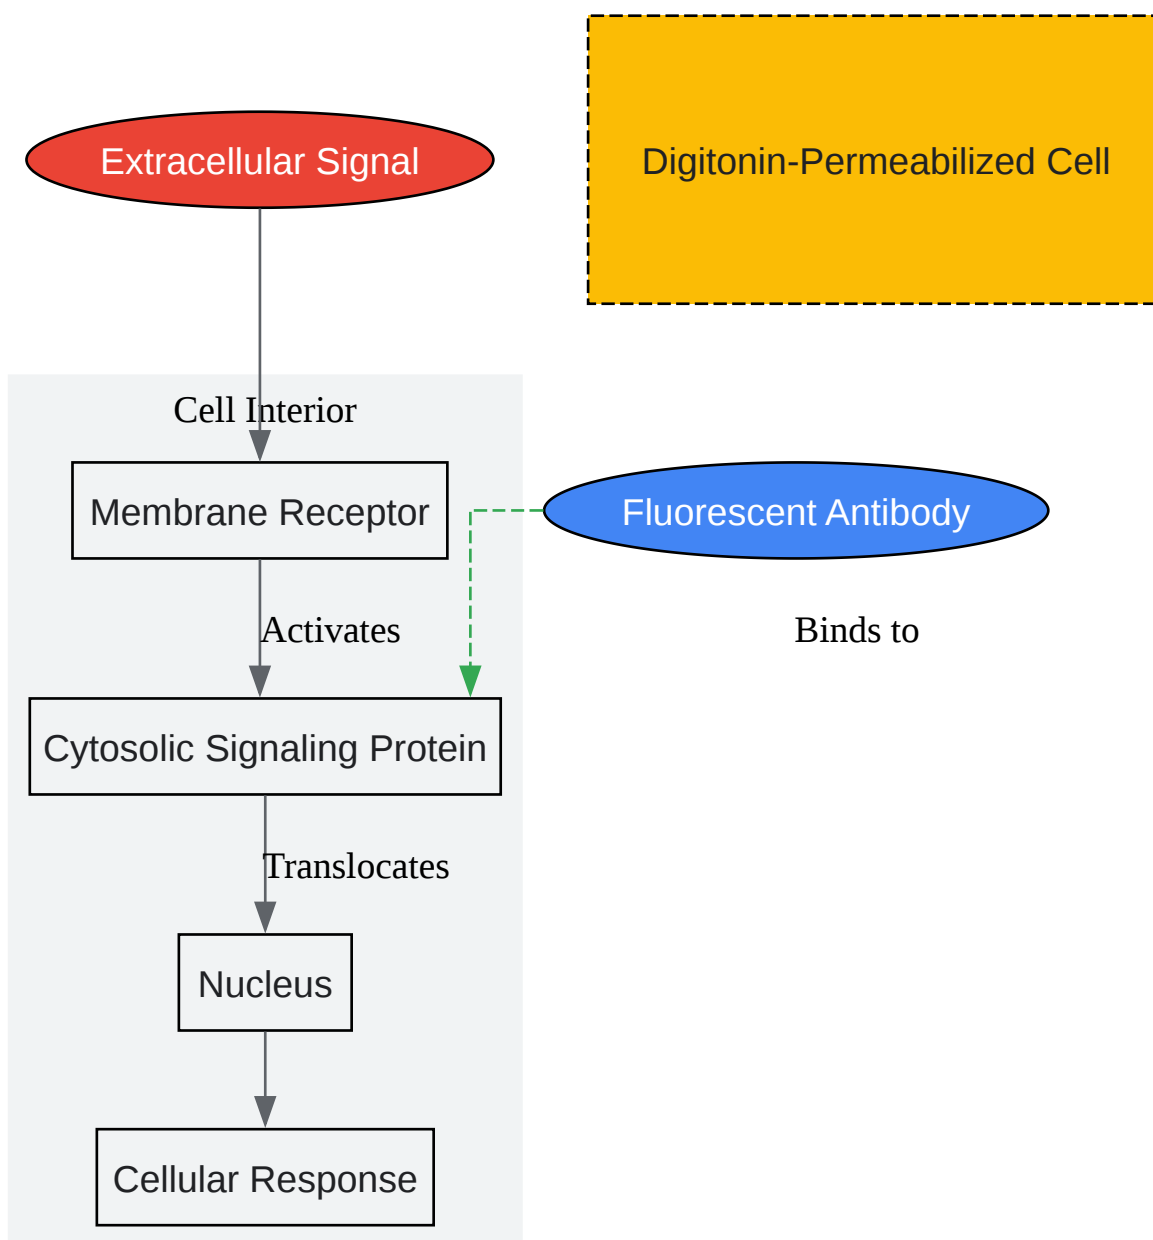 Extracellular Signal
Digitonin-Permeabilized Cell
Cell Interior
Membrane Receptor
Fluorescent Antibody
Activates
Binds to
Cytosolic Signaling Protein
Translocates
Nucleus
Cellular Response